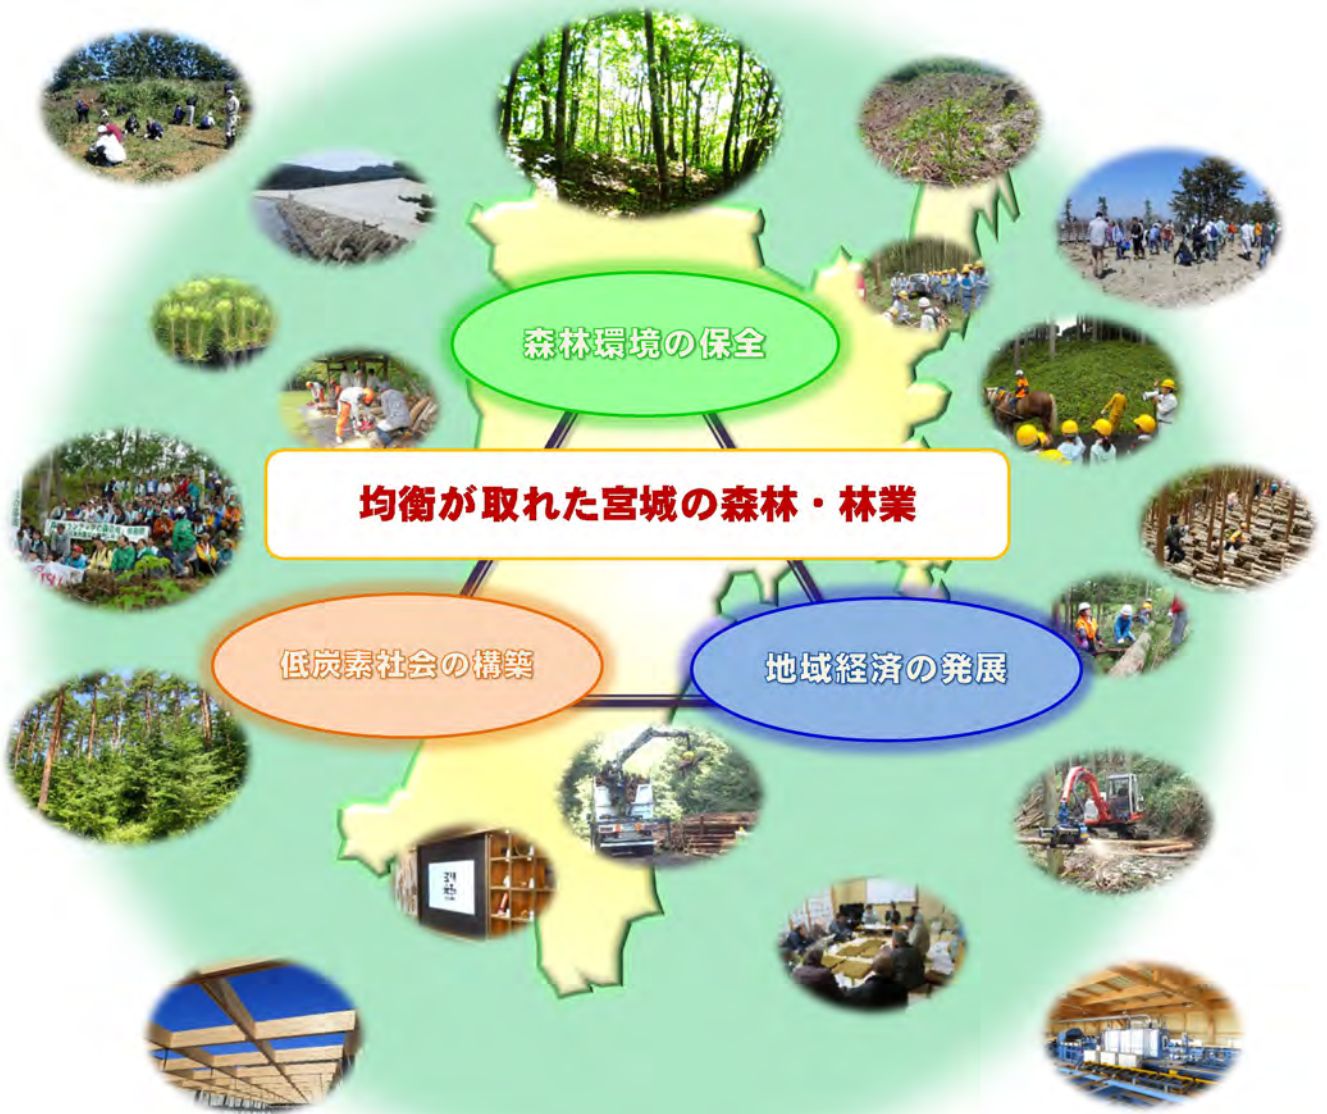 森林環境の保全
均衡が取れた宮城の森林・林業
低炭素社会の構築
地域経済の発展